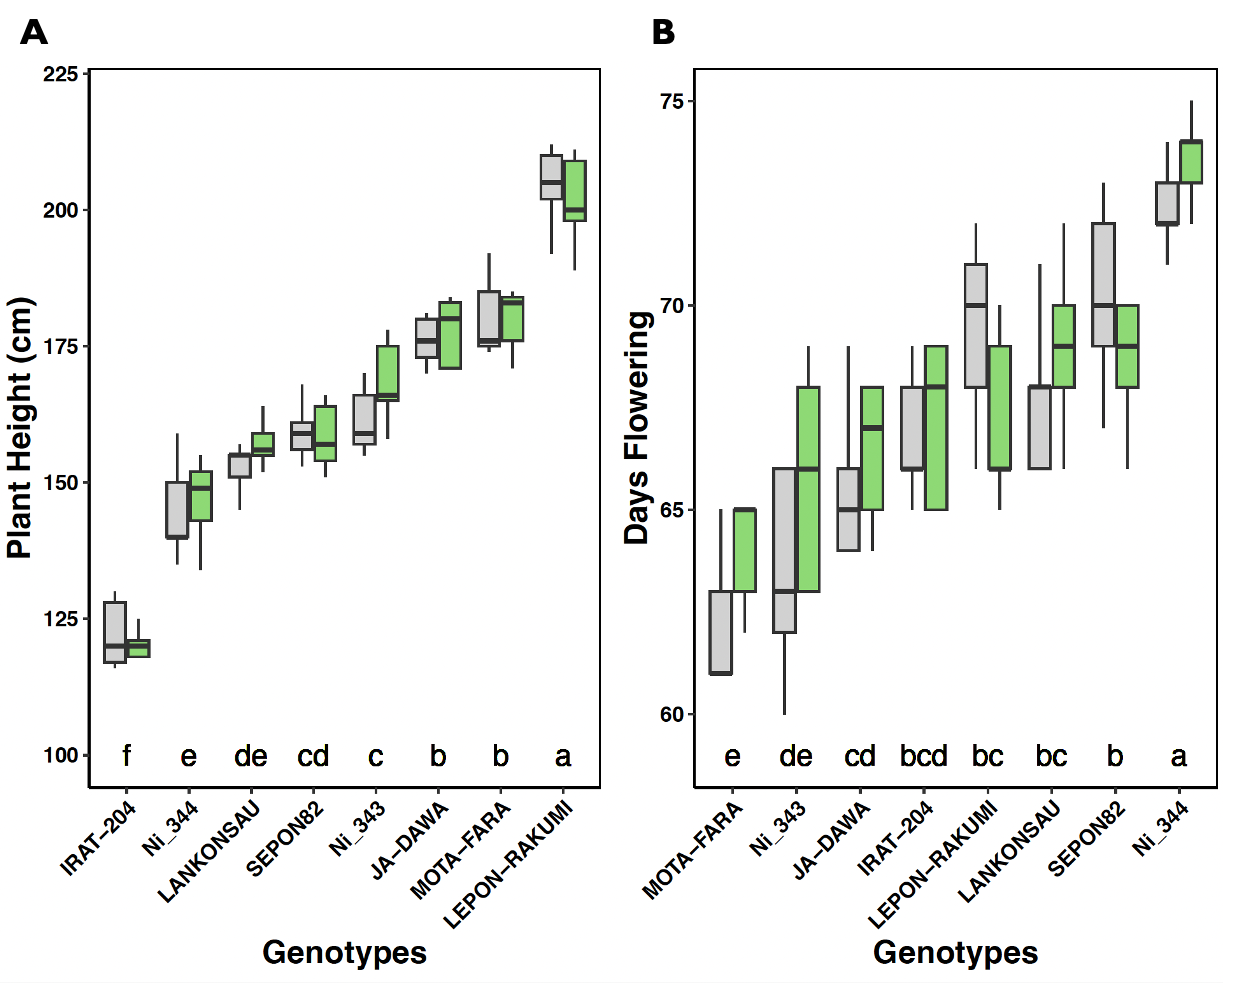 A
225
200
175
150
125
100
Plant Height (cm)
f e de cd c b b a
IRAT-204
Ni_344
LANKONSAU
SEPON82
Ni_343
JA-DAWA
MOTA-FARA
LEPON-RAKUMI
Genotypes
B
75
70
65
60
Days Flowering
e de cd bcd bc bc b a
MOTA-FARA
Ni_343
JA-DAWA
IRAT-204
LEPON-RAKUMI
LANKONSAU
SEPON82
Ni_344
Genotypes